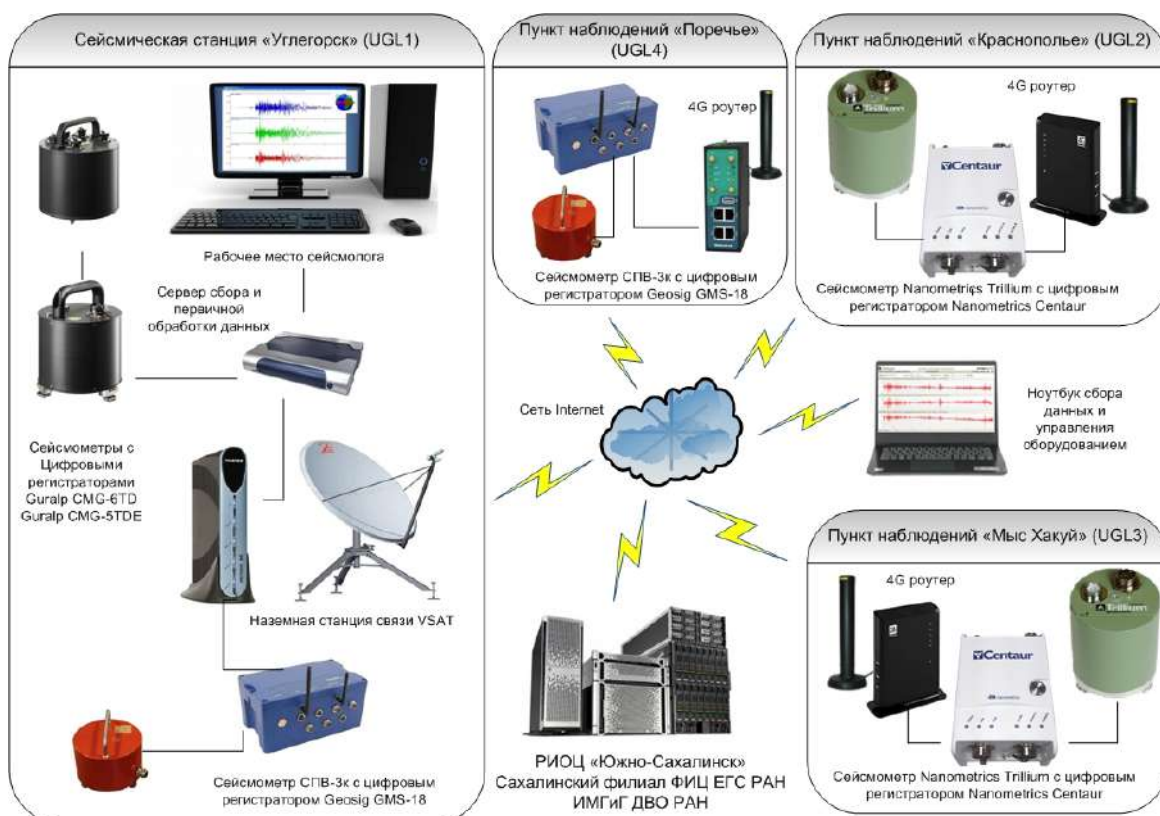 Сейсмическая станция «Углегорск» (UGL1)
Рабочее место сейсмолога
Сервер сбора и
первичной
обработки данных
Сейсмометры с
Цифровыми
регистраторами
Guralp CMG-6TD
Guralp CMG-5TDE
Наземная станция связи VSAT
Сейсмометр СПВ-3к с цифровым
регистратором Geosig GMS-18
Пункт наблюдений «Поречье»
(UGL4)
4G роутер
Сейсмометр СПВ-3к с цифровым
регистратором Geosig GMS-18
Пункт наблюдений «Краснополье» (UGL2)
4G роутер
Trillium
Centaur
Сейсмометр Nanometrics Trillium с цифровым
регистратором Nanometrics Centaur
Сеть Internet
Ноутбук сбора
данных и
управления
оборудованием
РИОЦ «Южно-Сахалинск»
Сахалинский филиал ФИЦ ЕГС РАН
ИМГиГ ДВО РАН
Пункт наблюдений «Мыс Хакуй» (UGL3)
4G роутер
Trillium
Centaur
Сейсмометр Nanometrics Trillium с цифровым
регистратором Nanometrics Centaur